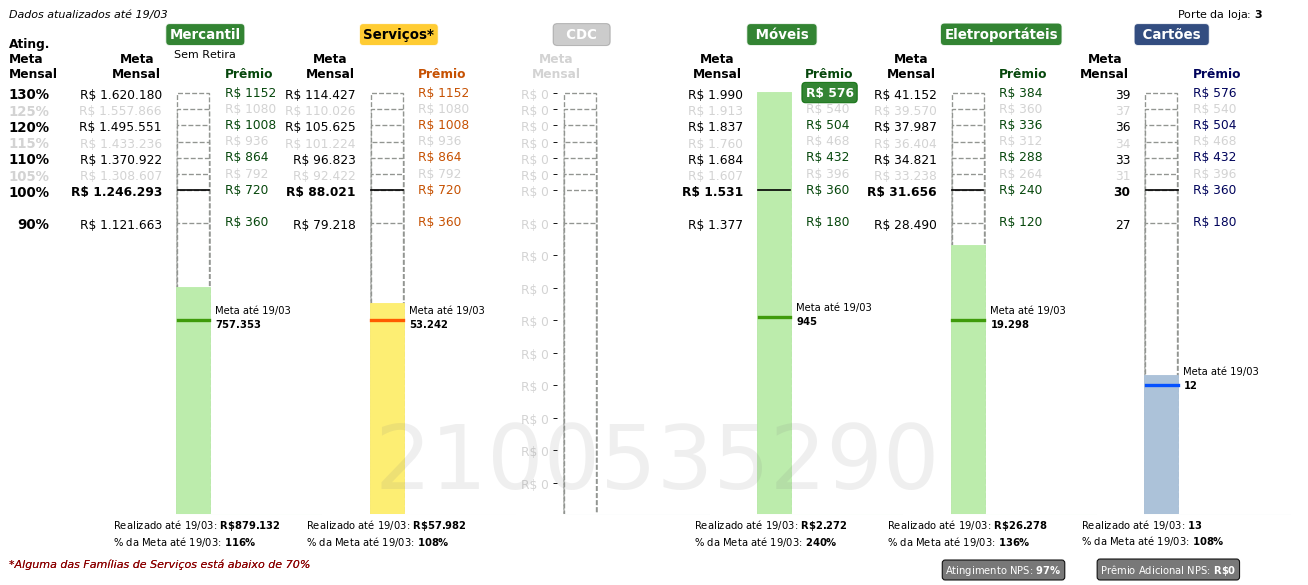 Dados atualizados até 19/03 Porte da loja: 3
Mercantil Serviços* CDC Móveis Eletroportáteis Cartões
Ating. Meta Mensal
Sem Retira
Meta Mensal Prêmio Meta Mensal Prêmio Meta Mensal Meta Mensal Prêmio Meta Mensal Prêmio Meta Mensal Prêmio
130% R$ 1.620.180 R$ 1152 R$ 114.427 R$ 1152 R$ 0 R$ 1.990 R$ 576 R$ 41.152 R$ 384 39 R$ 576
125% R$ 1.557.866 R$ 1080 R$ 110.026 R$ 1080 R$ 0 R$ 1.913 R$ 540 R$ 39.570 R$ 360 37 R$ 540
120% R$ 1.495.551 R$ 1008 R$ 105.625 R$ 1008 R$ 0 R$ 1.837 R$ 504 R$ 37.987 R$ 336 36 R$ 504
115% R$ 1.433.236 R$ 936 R$ 101.224 R$ 936 R$ 0 R$ 1.760 R$ 468 R$ 36.404 R$ 312 34 R$ 468
110% R$ 1.370.922 R$ 864 R$ 96.823 R$ 864 R$ 0 R$ 1.684 R$ 432 R$ 34.821 R$ 288 33 R$ 432
105% R$ 1.308.607 R$ 792 R$ 92.422 R$ 792 R$ 0 R$ 1.607 R$ 396 R$ 33.238 R$ 264 31 R$ 396
100% R$ 1.246.293 R$ 720 R$ 88.021 R$ 720 R$ 0 R$ 1.531 R$ 360 R$ 31.656 R$ 240 30 R$ 360
90% R$ 1.121.663 R$ 360 R$ 79.218 R$ 360 R$ 0 R$ 1.377 R$ 180 R$ 28.490 R$ 120 27 R$ 180
R$ 0
R$ 0
Meta até 19/03 Meta até 19/03 Meta até 19/03 Meta até 19/03
757.353 53.242 R$ 0 945 19.298
R$ 0
Meta até 19/03
R$ 0 12
R$ 0
R$ 0
2100535290
R$ 0
Realizado até 19/03: R$879.132 Realizado até 19/03: R$57.982 Realizado até 19/03: R$2.272 Realizado até 19/03: R$26.278 Realizado até 19/03: 13
% da Meta até 19/03: 116% % da Meta até 19/03: 108% % da Meta até 19/03: 240% % da Meta até 19/03: 136% % da Meta até 19/03: 108%
*Alguma das Famílias de Serviços está abaixo de 70% Atingimento NPS: 97% Prêmio Adicional NPS: R$0